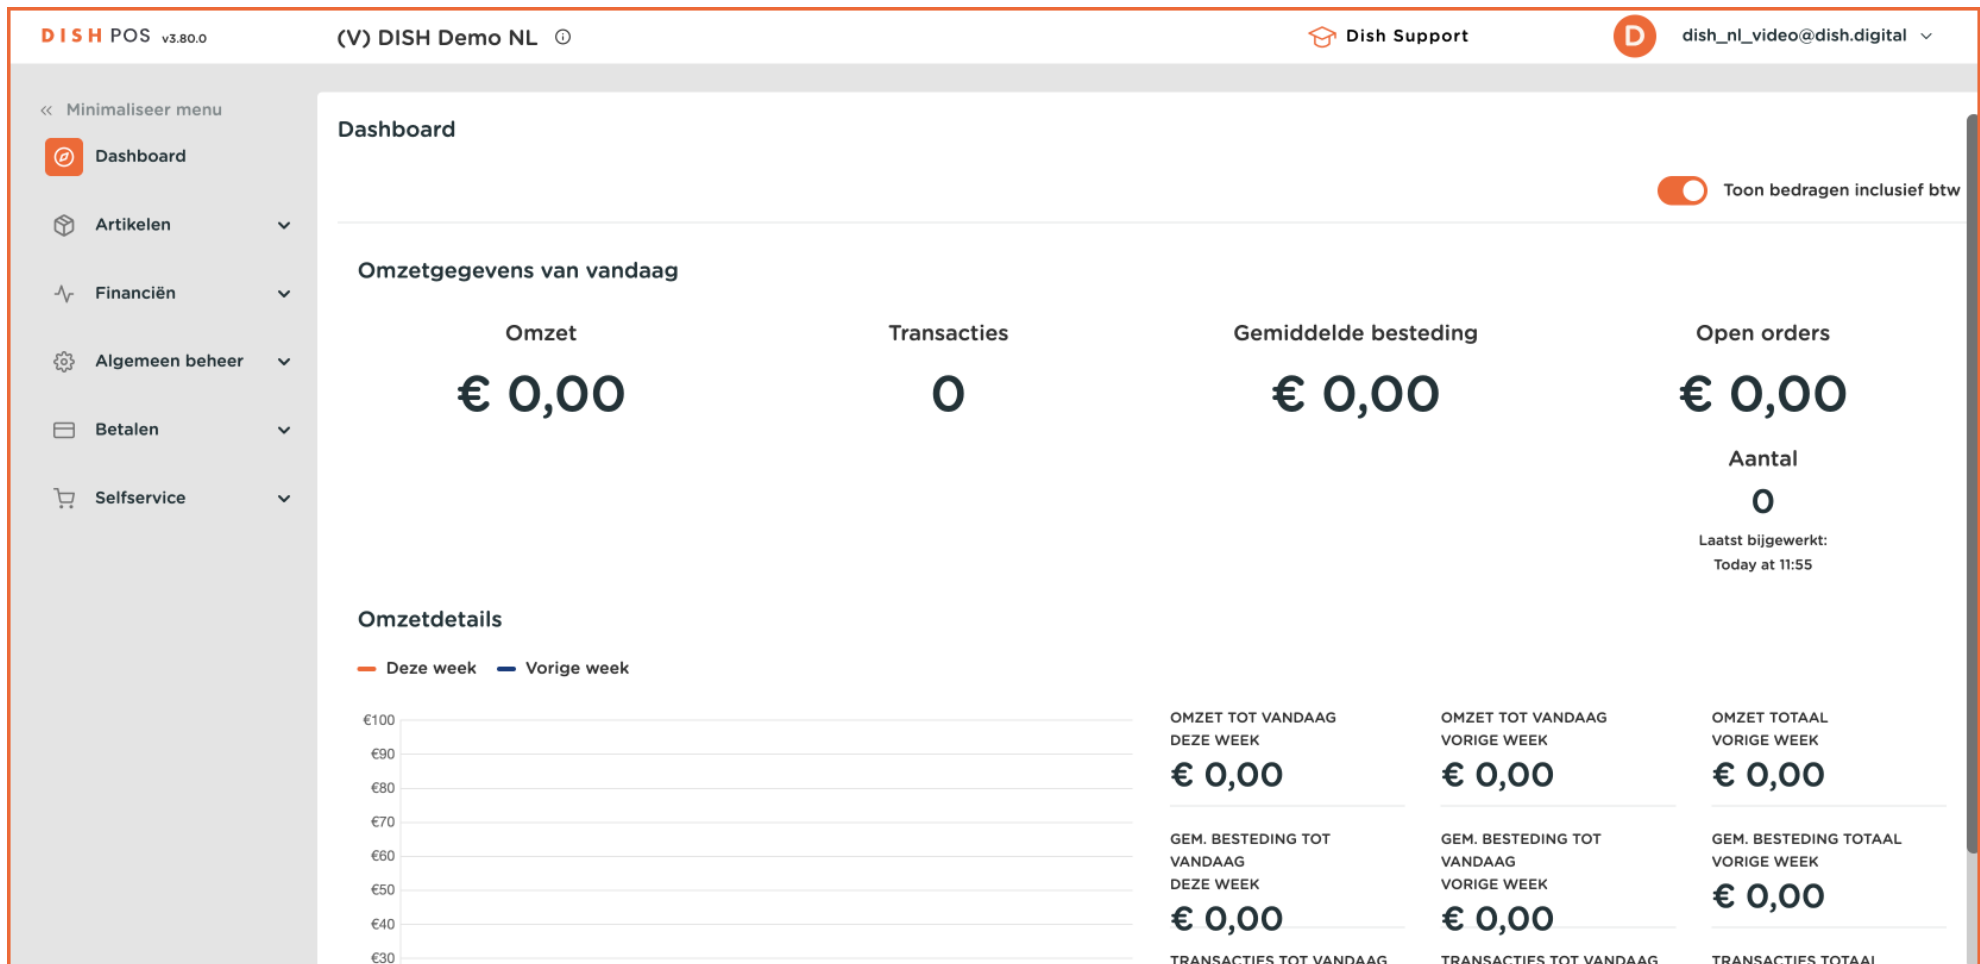 DISH POS v3.80.0
(V) DISH Demo NL
Dish Support
D
dish_nl_video@dish.digital
Minimaliseer menu
Dashboard
Artikelen
Financiën
Algemeen beheer
Betalen
Selfservice
Dashboard
Toon bedragen inclusief btw
Omzetgegevens van vandaag
Omzet
€ 0,00
Transacties
0
Gemiddelde besteding
€ 0,00
Open orders
€ 0,00
Aantal
0
Laatst bijgewerkt:
Today at 11:55
Omzetdetails
Deze week
Vorige week
€100
€90
€80
€70
€60
€50
€40
€30
OMZET TOT VANDAAG
DEZE WEEK
€ 0,00
OMZET TOT VANDAAG
VORIGE WEEK
€ 0,00
OMZET TOTAAL
VORIGE WEEK
€ 0,00
GEM. BESTEDING TOT
VANDAAG
DEZE WEEK
€ 0,00
GEM. BESTEDING TOT
VANDAAG
VORIGE WEEK
€ 0,00
GEM. BESTEDING TOTAAL
VORIGE WEEK
€ 0,00
TRANSACTIES TOT VANDAAG
TRANSACTIES TOT VANDAAG
TRANSACTIES TOTAAL